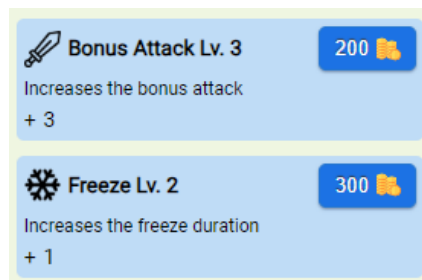 Bonus Attack Lv. 3
200
Increases the bonus attack
+ 3
Freeze Lv. 2
300
Increases the freeze duration
+ 1